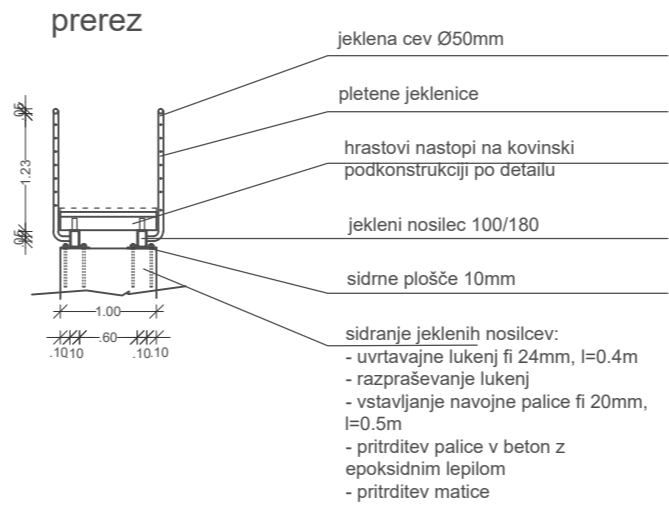 prerez
jeklena cev Ø50mm
pletene jeklenice
hrastovi nastopi na kovinski
podkonstrukciji po detailu
jekleni nosilec 100/180
sidrne plošče 10mm
sidranje jeklenih nosilcev:
- uvrtavajne lukenj fi 24mm, l=0.4m
- razpraševanje lukenj
- vstavljanje navojne palice fi 20mm,
l=0.5m
- pritrditev palice v beton z
epoksidnim lepilom
- pritrditev matice
.05
1.23
.05
1.00
.10 10 .60 .10 .10